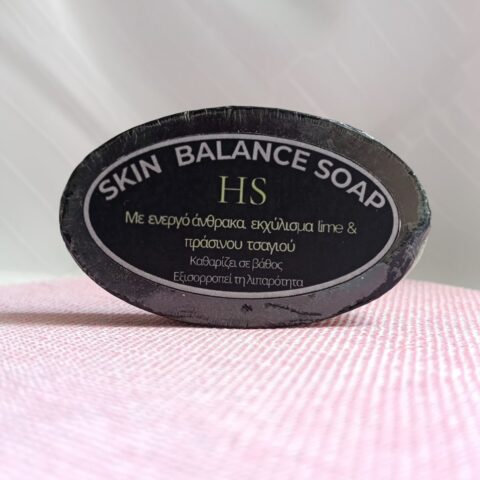 SKIN BALANCE SOAP
HS
Με ενεργό άνθρακα, εκχύλισμα lime &
πράσινου τσαγιού
Καθαρίζει σε βάθος
Εξισορροπεί τη λιπαρότητα